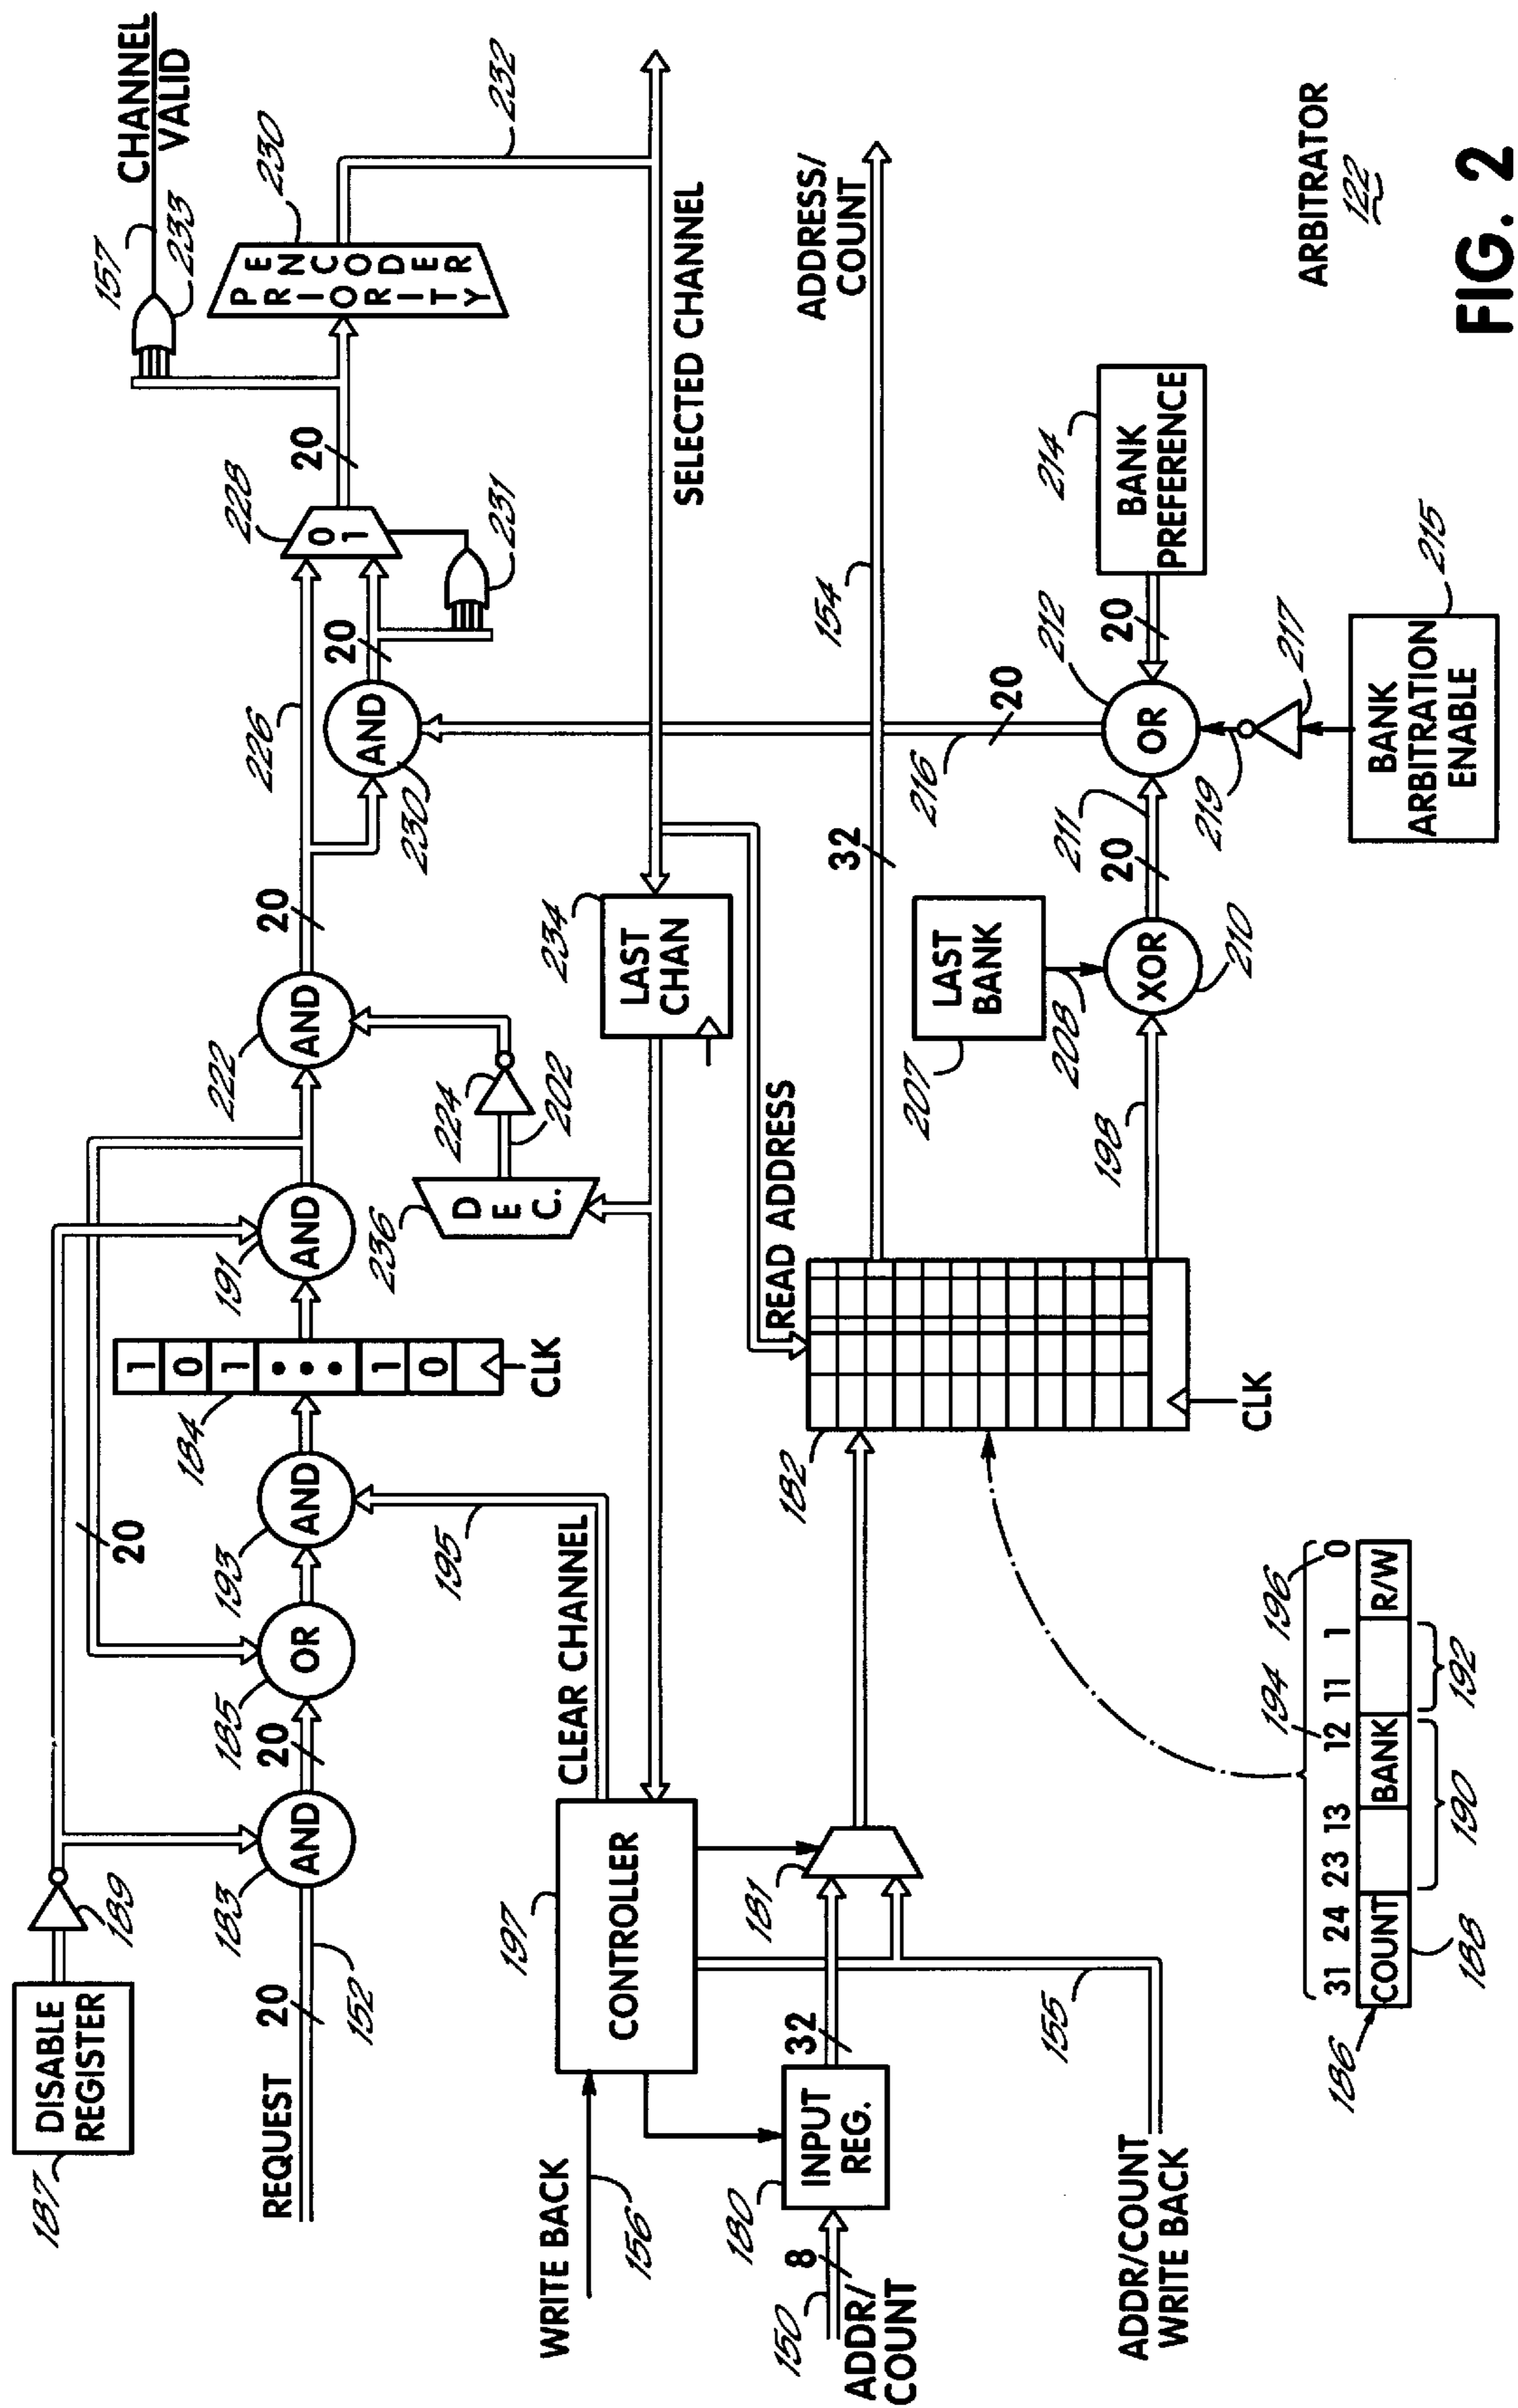 187
DISABLE
REGISTER
189
REQUEST
20
152
183
AND
20
185
OR
20
193
AND
195
184
1
0
1
• • •
1
0
CLK
191
AND
222
AND
20
226
AND
230
20
228
0
1
231
20
157
233
CHANNEL
VALID
PRIORITY
ENCODER
230
232
236
DEC.
224
202
234
LAST
CHAN
SELECTED CHANNEL
CLEAR CHANNEL
WRITE BACK
156
197
CONTROLLER
150
8
ADDR/
COUNT
180
INPUT
REG.
32
181
155
ADDR/COUNT
WRITE BACK
182
READ ADDRESS
CLK
32
154
ADDRESS/
COUNT
207
LAST
BANK
208
198
XOR
210
211
20
216
20
OR
212
20
214
BANK
PREFERENCE
219
217
215
BANK
ARBITRATION
ENABLE
186
31 24 23 13 12 11 1 0
194
196
COUNT BANK R/W
188
190
192
ARBITRATOR
122
FIG. 2